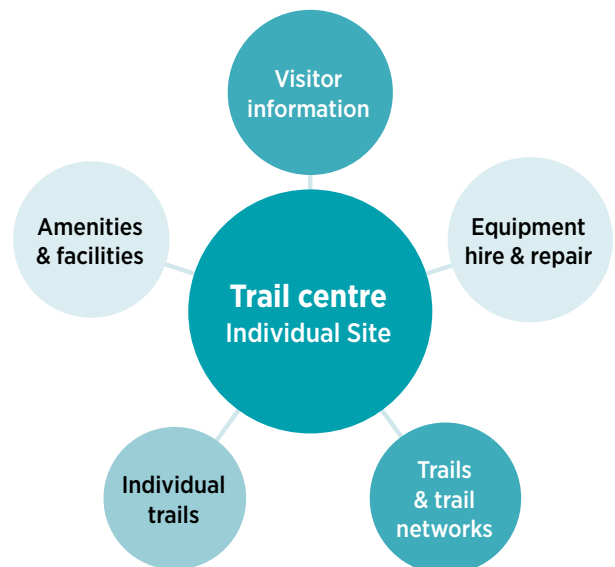 Visitor
information
Amenities
& facilities
Equipment
hire & repair
Trail centre
Individual Site
Individual
trails
Trails
& trail
networks